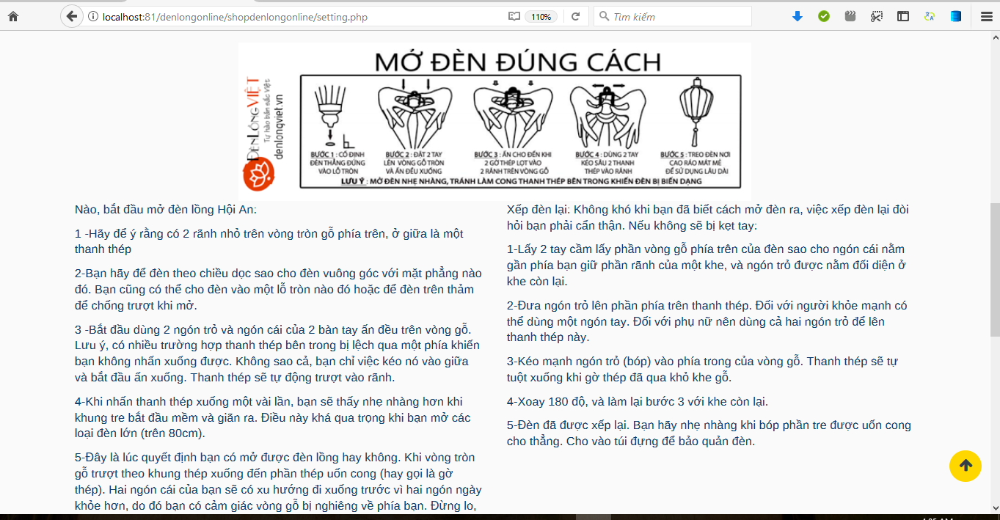 localhost:81/denlongonline/shopdenlongonline/setting.php
110%
Tìm kiếm
MỞ ĐÈN ĐÚNG CÁCH
ĐÈNLỒNGVIỆT
Tự hào bản sắc Việt
denlongviet.vn
BƯỚC 1 : CỐ ĐỊNH
ĐÈN THẲNG ĐỨNG
VÀO LỖ TRÒN
BƯỚC 2 : ĐẶT 2 TAY
LÊN VÒNG GỖ TRÒN
VÀ ẤN ĐỀU XUỐNG
BƯỚC 3 : ẤN CHO ĐẾN KHI
2 GỜ THÉP LỌT VÀO
2 RÃNH TRÊN VÒNG GỖ
BƯỚC 4 : DÙNG 2 TAY
KÉO SÂU 2 THANH
THÉP VÀO RÃNH
BƯỚC 5 : TREO ĐÈN NƠI
CAO RÁO MÁT MẺ
ĐỂ SỬ DỤNG LÂU DÀI
LƯU Ý : MỞ ĐÈN NHẸ NHÀNG, TRÁNH LÀM CONG THANH THÉP BÊN TRONG KHIẾN ĐÈN BỊ BIẾN DẠNG
Nào, bắt đầu mở đèn lồng Hội An:
1 -Hãy để ý rằng có 2 rãnh nhỏ trên vòng tròn gỗ phía trên, ở giữa là một
thanh thép
2-Bạn hãy để đèn theo chiều dọc sao cho đèn vuông góc với mặt phẳng nào
đó. Bạn cũng có thể cho đèn vào một lỗ tròn nào đó hoặc để đèn trên thảm
để chống trượt khi mở.
3 -Bắt đầu dùng 2 ngón trỏ và ngón cái của 2 bàn tay ấn đều trên vòng gỗ.
Lưu ý, có nhiều trường hợp thanh thép bên trong bị lệch qua một phía khiến
bạn không nhấn xuống được. Không sao cả, bạn chỉ việc kéo nó vào giữa
và bắt đầu ấn xuống. Thanh thép sẽ tự động trượt vào rãnh.
4-Khi nhấn thanh thép xuống một vài lần, bạn sẽ thấy nhẹ nhàng hơn khi
khung tre bắt đầu mềm và giãn ra. Điều này khá qua trọng khi bạn mở các
loại đèn lớn (trên 80cm).
5-Đây là lúc quyết định bạn có mở được đèn lồng hay không. Khi vòng tròn
gỗ trượt theo khung thép xuống đến phần thép uốn cong (hay gọi là gờ
thép). Hai ngón cái của bạn sẽ có xu hướng đi xuống trước vì hai ngón ngày
khỏe hơn, do đó bạn có cảm giác vòng gỗ bị nghiêng về phía bạn. Đừng lo,
Xếp đèn lại: Không khó khi bạn đã biết cách mở đèn ra, việc xếp đèn lại đòi
hỏi bạn phải cẩn thận. Nếu không sẽ bị kẹt tay:
1-Lấy 2 tay cầm lấy phần vòng gỗ phía trên của đèn sao cho ngón cái nằm
gần phía bạn giữ phần rãnh của một khe, và ngón trỏ được nằm đối diện ở
khe còn lại.
2-Đưa ngón trỏ lên phần phía trên thanh thép. Đối với người khỏe mạnh có
thể dùng một ngón tay. Đối với phụ nữ nên dùng cả hai ngón trỏ để lên
thanh thép này.
3-Kéo mạnh ngón trỏ (bóp) vào phía trong của vòng gỗ. Thanh thép sẽ tự
tuột xuống khi gờ thép đã qua khỏ khe gỗ.
4-Xoay 180 độ, và làm lại bước 3 với khe còn lại.
5-Đèn đã được xếp lại. Bạn hãy nhẹ nhàng khi bóp phần tre được uốn cong
cho thẳng. Cho vào túi đựng để bảo quản đèn.